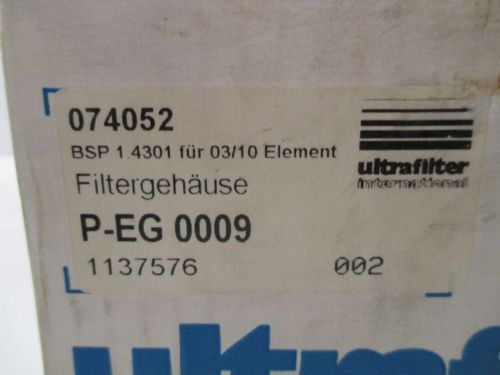 074052
BSP 1.4301 für 03/10 Element
ultrafilter
international
Filtergehäuse
P-EG 0009
1137576 002